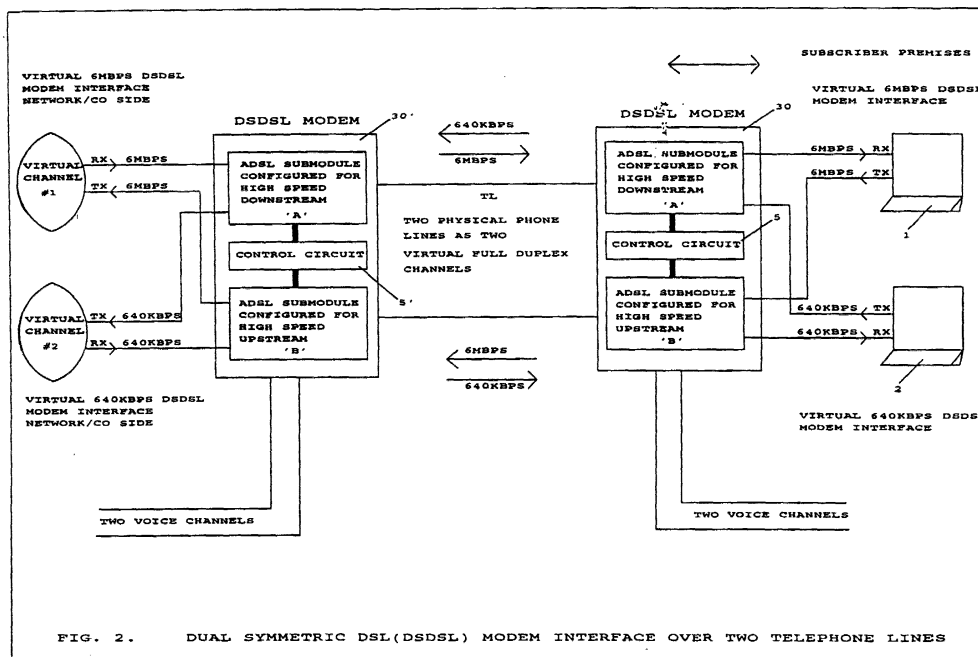 SUBSCRIBER PREMISES
VIRTUAL 6MBPS DSDSL
MODEM INTERFACE
NETWORK/CO SIDE
VIRTUAL 6MBPS DSDS
MODEM INTERFACE
DSDSL MODEM
30'
640KBPS
6MBPS
DSDSL MODEM
30
VIRTUAL
CHANNEL
#1
RX 6MBPS
TX 6MBPS
ADSL SUBMODULE
CONFIGURED FOR
HIGH SPEED
DOWNSTREAM
'A'
CONTROL CIRCUIT
5'
ADSL SUBMODULE
CONFIGURED FOR
HIGH SPEED
UPSTREAM
'B'
VIRTUAL
CHANNEL
#2
TX 640KBPS
RX 640KBPS
TL
TWO PHYSICAL PHONE
LINES AS TWO
VIRTUAL FULL DUPLEX
CHANNELS
6MBPS
640KBPS
ADSL SUBMODULE
CONFIGURED FOR
HIGH SPEED
DOWNSTREAM
'A'
CONTROL CIRCUIT
5
ADSL SUBMODULE
CONFIGURED FOR
HIGH SPEED
UPSTREAM
'B'
6MBPS RX
6MBPS TX
1
640KBPS TX
640KBPS RX
2
VIRTUAL 640KBPS DSDSL
MODEM INTERFACE
NETWORK/CO SIDE
VIRTUAL 640KBPS DSDS
MODEM INTERFACE
TWO VOICE CHANNELS
TWO VOICE CHANNELS
FIG. 2. DUAL SYMMETRIC DSL(DSDSL) MODEM INTERFACE OVER TWO TELEPHONE LINES